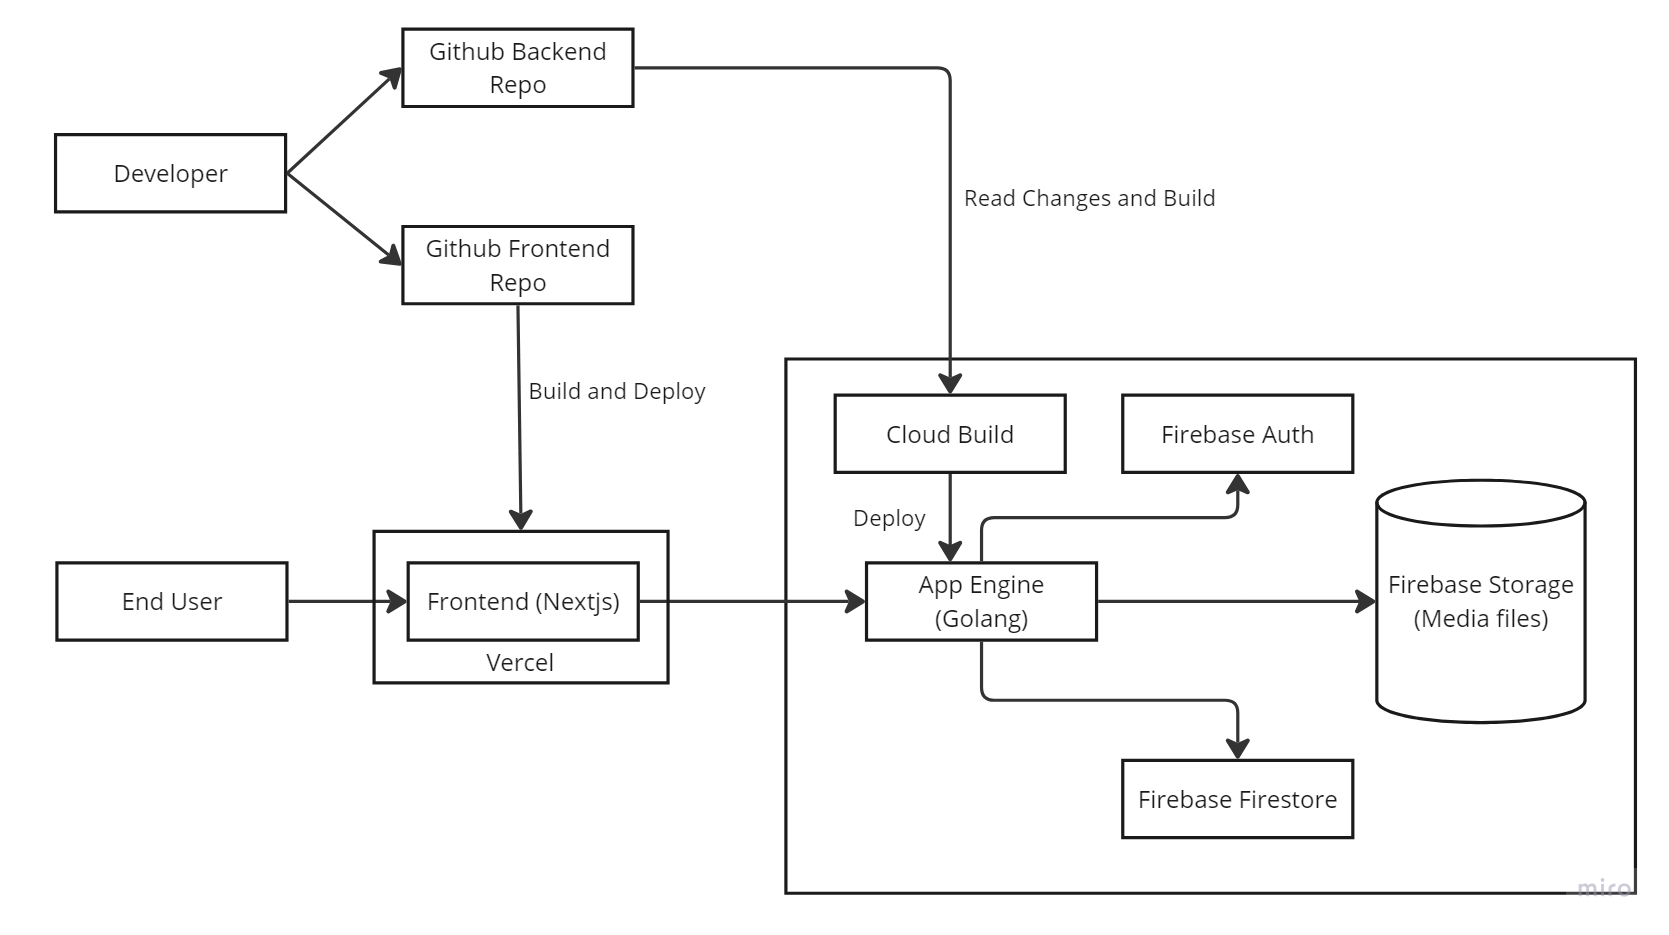 Github Backend
Repo
Developer
Read Changes and Build
Github Frontend
Repo
Build and Deploy
Cloud Build
Firebase Auth
Deploy
End User
Frontend (Nextjs)
Vercel
App Engine
(Golang)
Firebase Storage
(Media files)
Firebase Firestore
miro